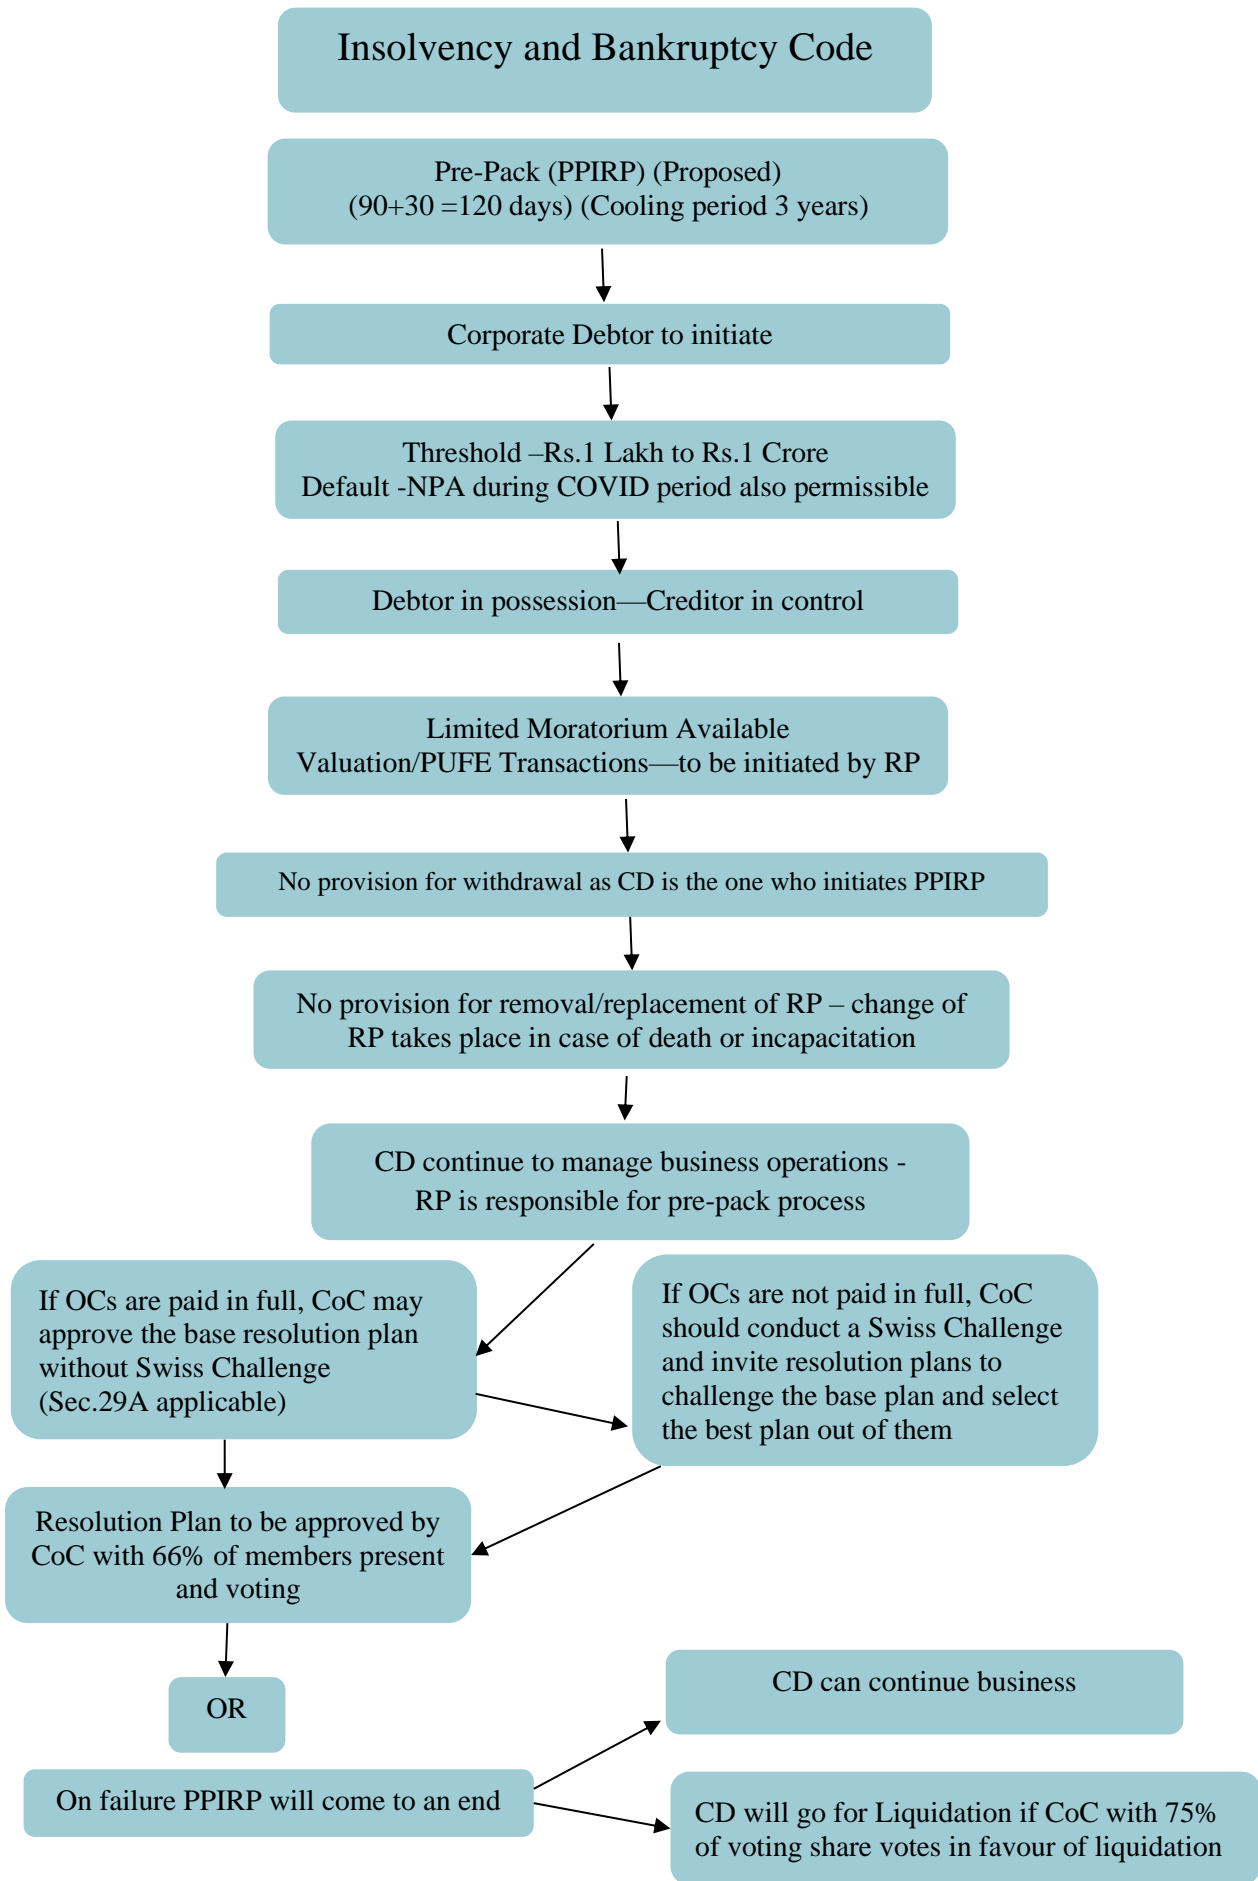 Insolvency and Bankruptcy Code
Pre-Pack (PPIRP) (Proposed)
(90+30 =120 days) (Cooling period 3 years)
Corporate Debtor to initiate
Threshold –Rs.1 Lakh to Rs.1 Crore
Default -NPA during COVID period also permissible
Debtor in possession—Creditor in control
Limited Moratorium Available
Valuation/PUFE Transactions—to be initiated by RP
No provision for withdrawal as CD is the one who initiates PPIRP
No provision for removal/replacement of RP – change of
RP takes place in case of death or incapacitation
CD continue to manage business operations -
RP is responsible for pre-pack process
If OCs are paid in full, CoC may
approve the base resolution plan
without Swiss Challenge
(Sec.29A applicable)
If OCs are not paid in full, CoC
should conduct a Swiss Challenge
and invite resolution plans to
challenge the base plan and select
the best plan out of them
Resolution Plan to be approved by
CoC with 66% of members present
and voting
OR
On failure PPIRP will come to an end
CD can continue business
CD will go for Liquidation if CoC with 75%
of voting share votes in favour of liquidation